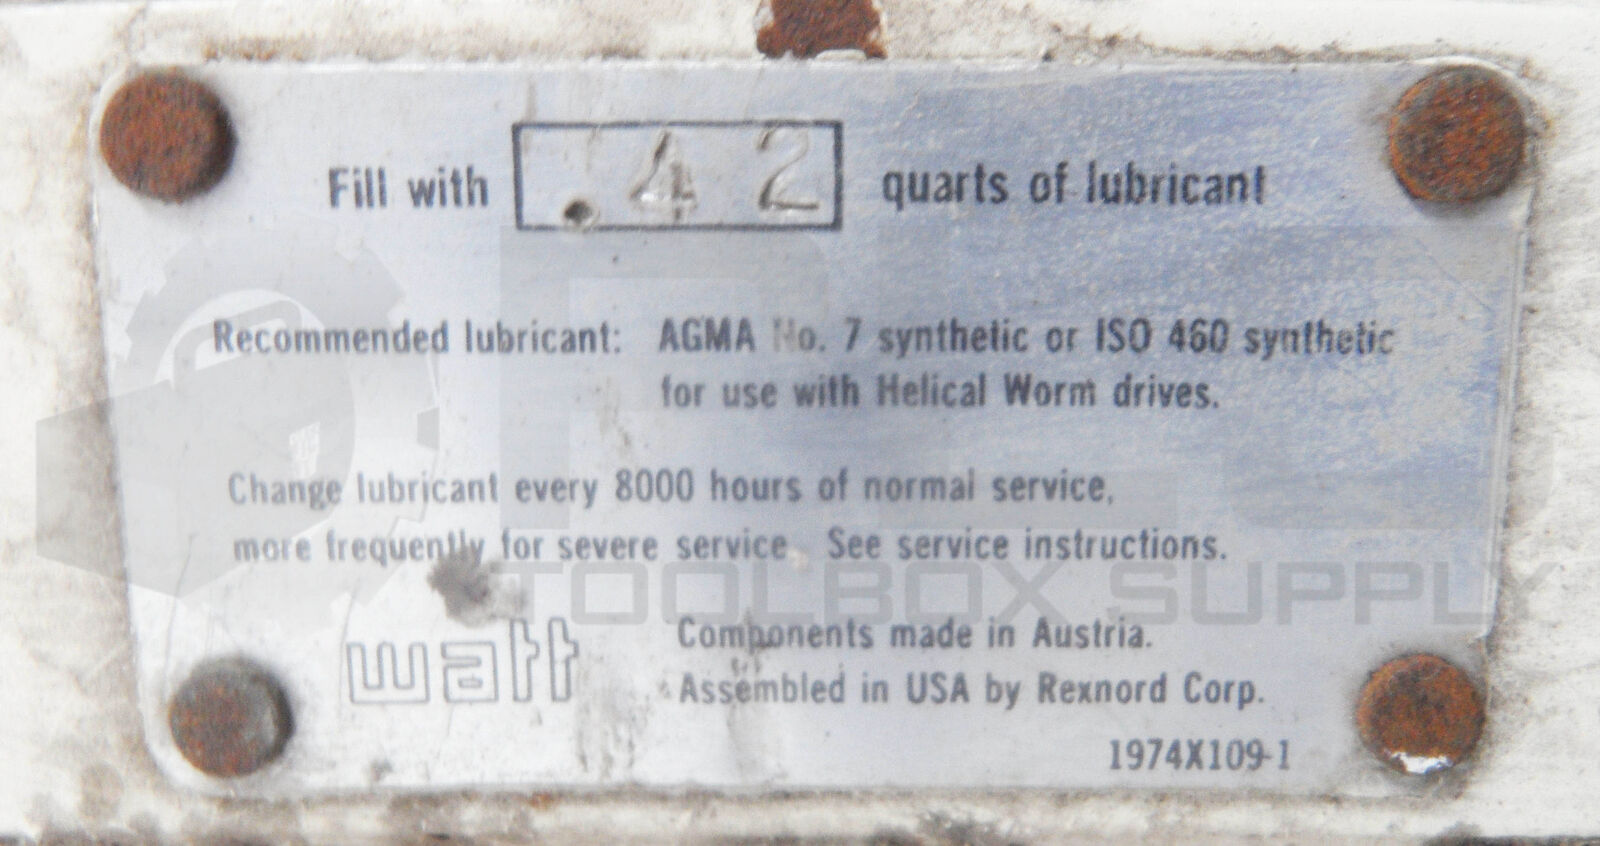 Fill with .42 quarts of lubricant
Recommended lubricant: AGMA No. 7 synthetic or ISO 460 synthetic
for use with Helical Worm drives.
Change lubricant every 8000 hours of normal service,
more frequently for severe service. See service instructions.
TOOLBOX SUPPLY
watt
Components made in Austria.
Assembled in USA by Rexnord Corp.
1974X109-1